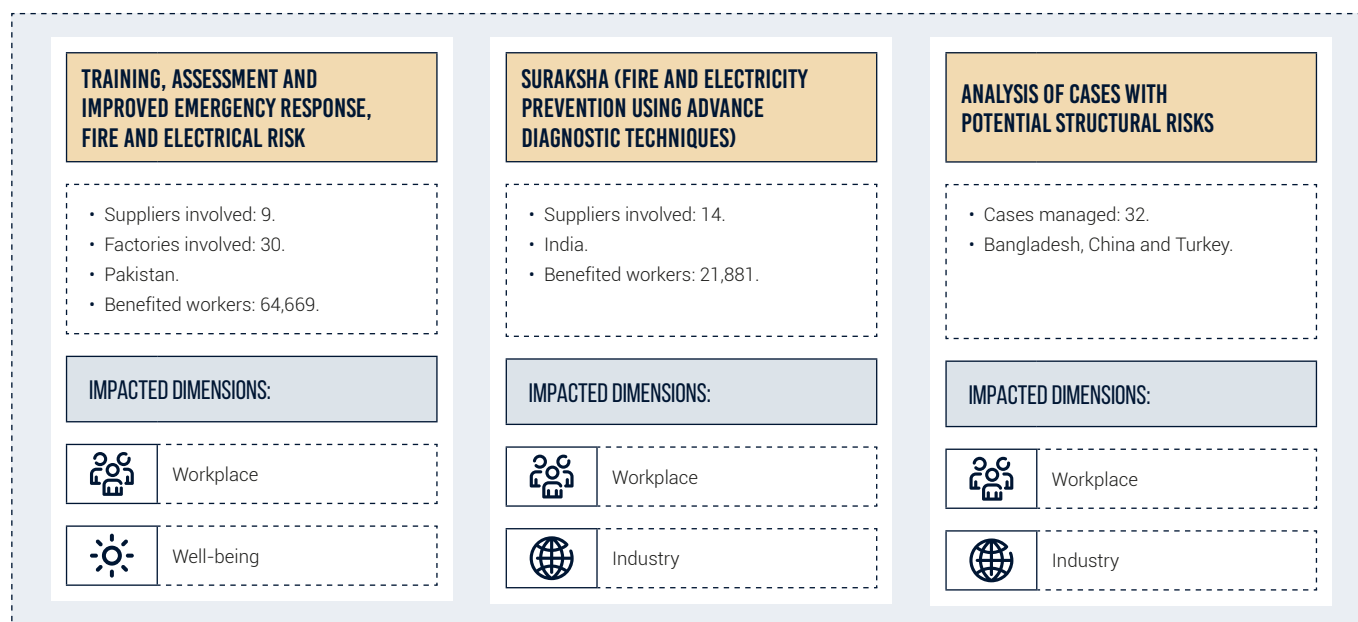 TRAINING, ASSESSMENT AND
IMPROVED EMERGENCY RESPONSE,
FIRE AND ELECTRICAL RISK
• Suppliers involved: 9.
• Factories involved: 30.
• Pakistan.
• Benefited workers: 64,669.
IMPACTED DIMENSIONS:
Workplace
Well-being
SURAKSHA (FIRE AND ELECTRICITY
PREVENTION USING ADVANCE
DIAGNOSTIC TECHNIQUES)
• Suppliers involved: 14.
• India.
• Benefited workers: 21,881.
IMPACTED DIMENSIONS:
Workplace
Industry
ANALYSIS OF CASES WITH
POTENTIAL STRUCTURAL RISKS
• Cases managed: 32.
• Bangladesh, China and Turkey.
IMPACTED DIMENSIONS:
Workplace
Industry